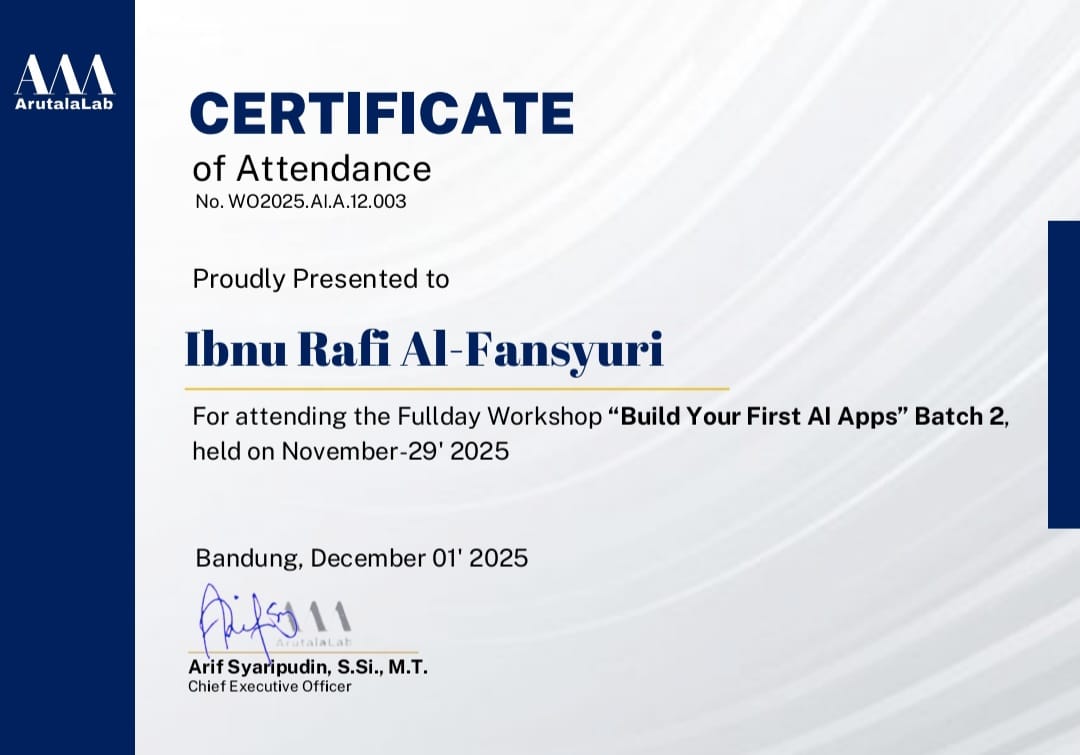 ArutalaLab
CERTIFICATE
of Attendance
No. WO2025.AI.A.12.003
Proudly Presented to
Ibnu Rafi Al-Fansyuri
For attending the Fullday Workshop “Build Your First AI Apps” Batch 2,
held on November-29' 2025
Bandung, December 01' 2025
ArutalaLab
Arif Syaripudin, S.Si., M.T.
Chief Executive Officer